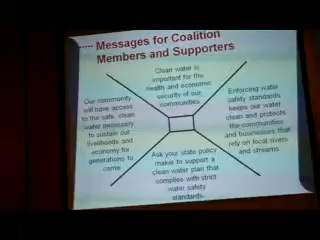 Messages for Coalition
Members and Supporters
Clean water is
important for the
health and economic
security of our
communities
Our community
will have access
to the safe, clean
water necessary
to sustain our
livelihoods and
economy for
generations to
come
Enforcing water
safety standards
keeps our water
clean and protects
the communities
and businesses that
rely on local rivers
and streams
Ask your state policy
maker to support a
clean water plan that
complies with strict
water safety
standards.